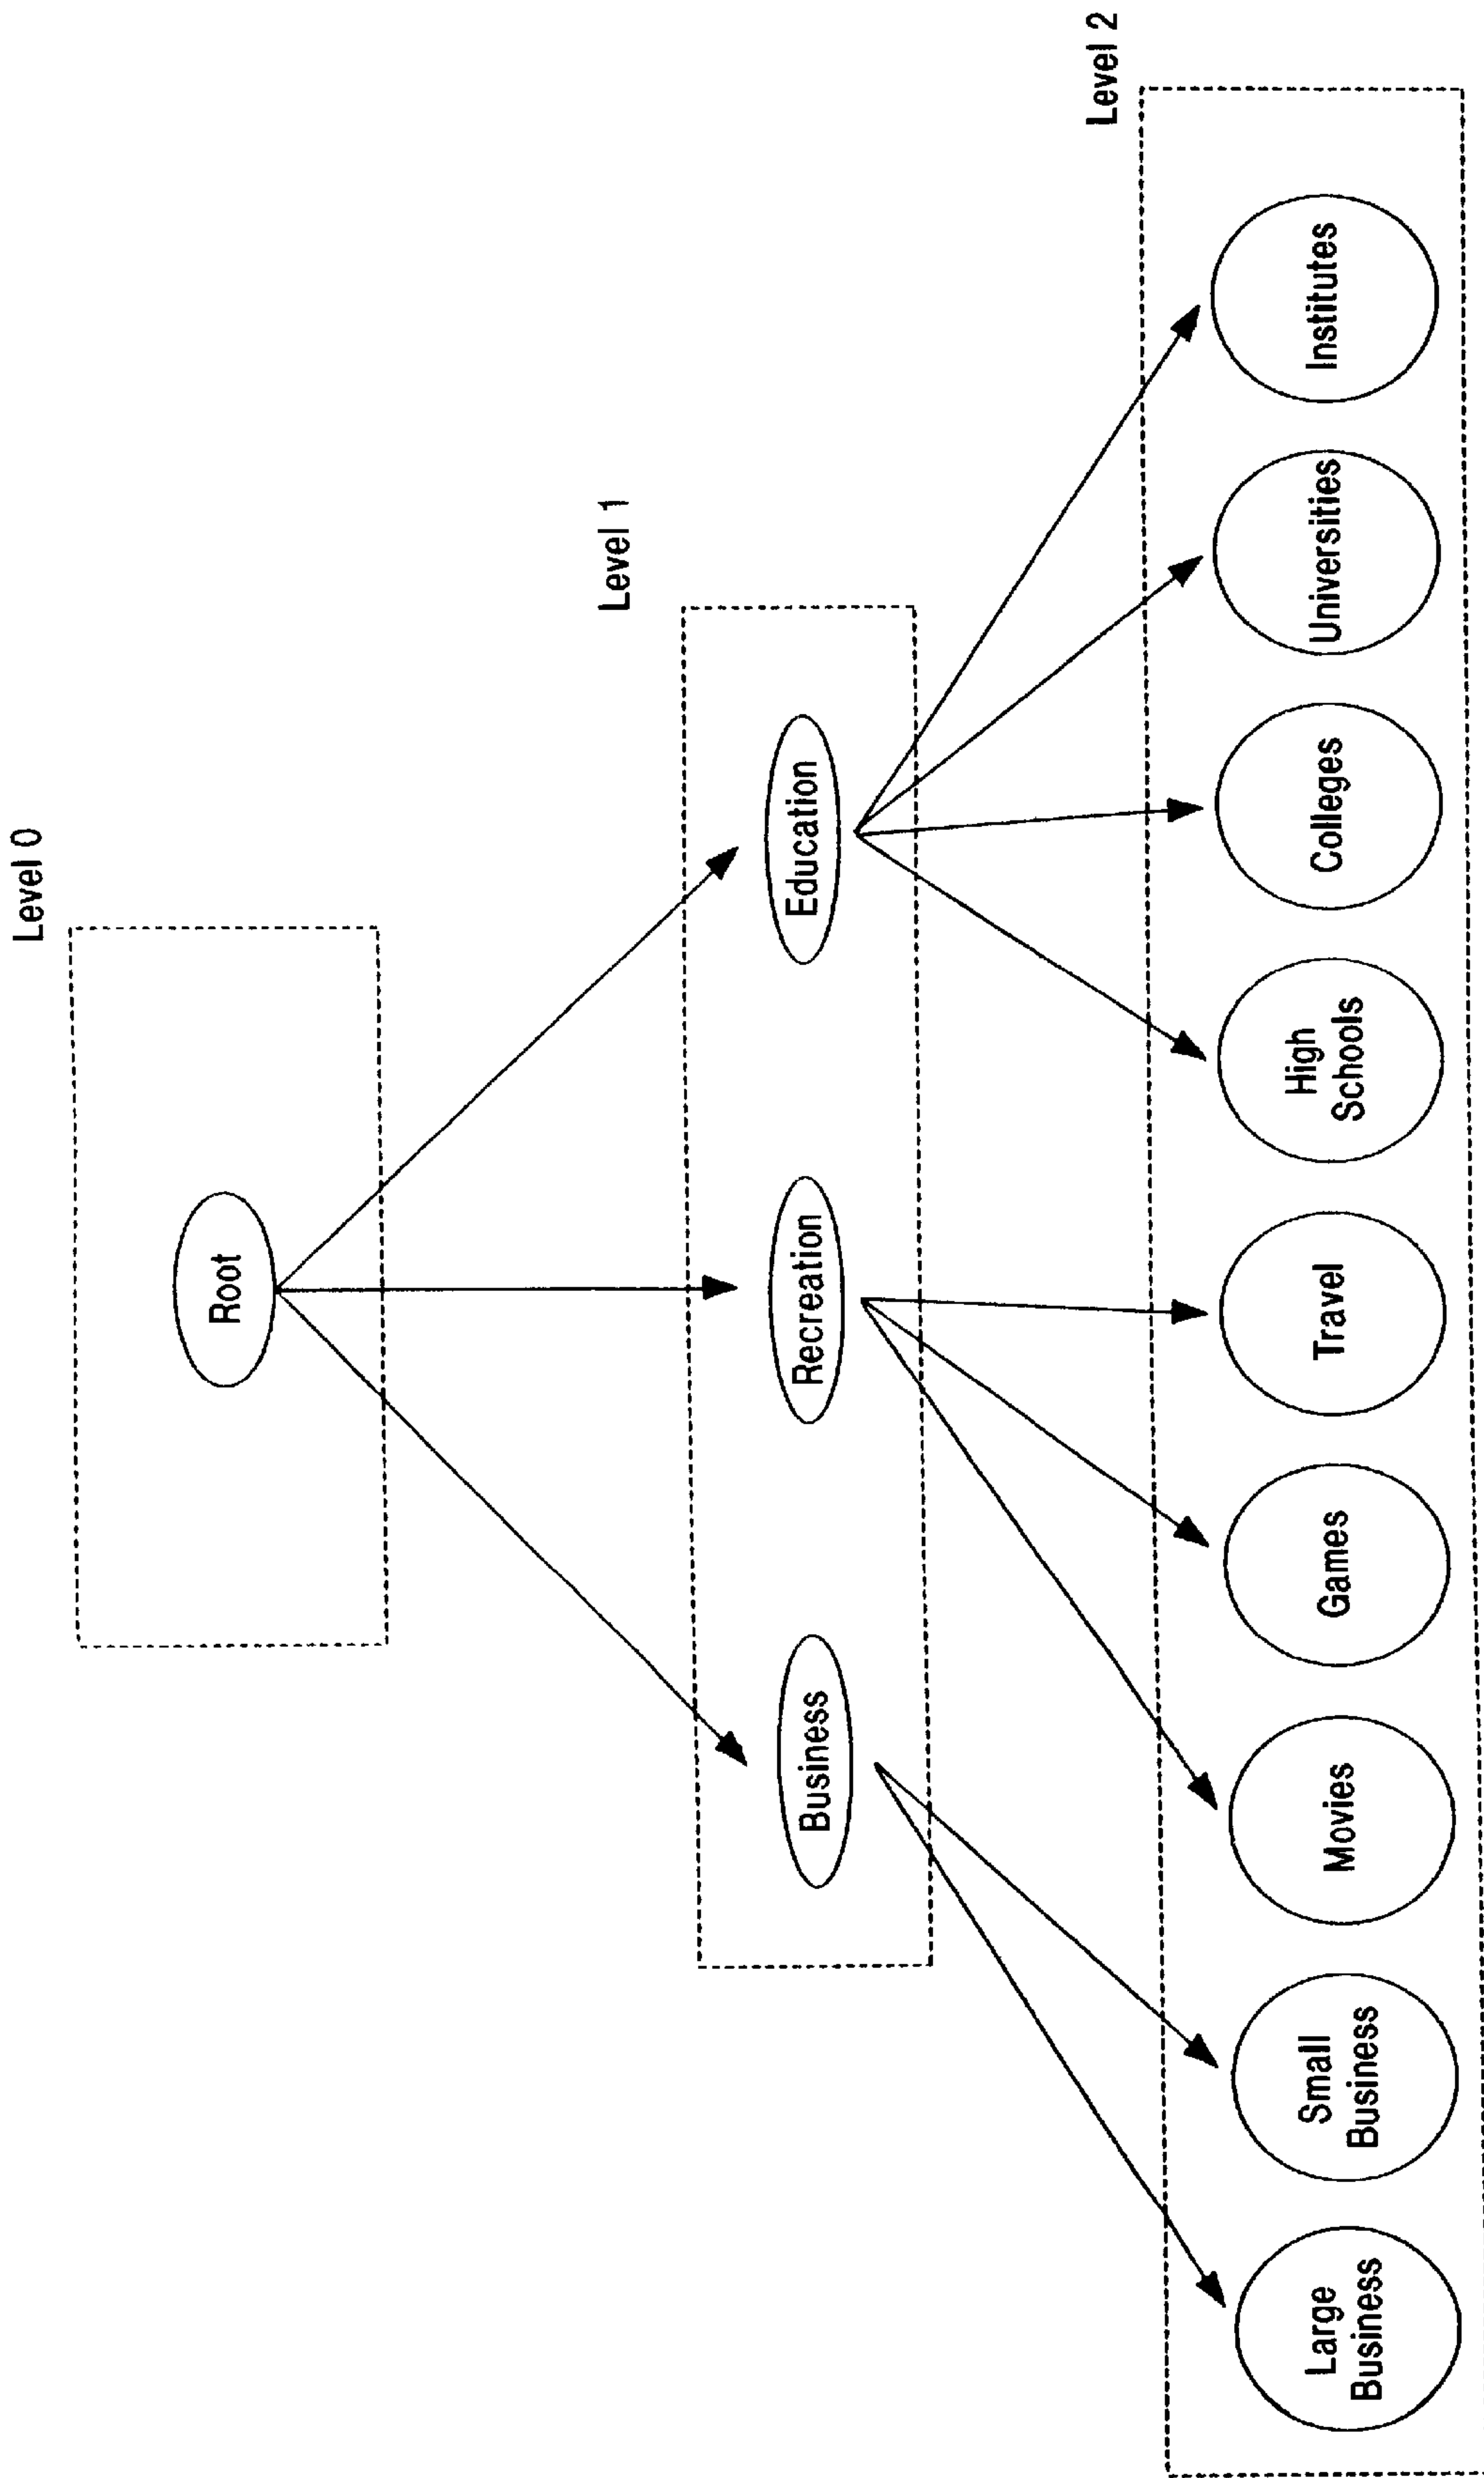 Level 0
Root
Level 1
Business
Recreation
Education
Level 2
Large
Business
Small
Business
Movies
Games
Travel
High
Schools
Colleges
Universities
Institutes